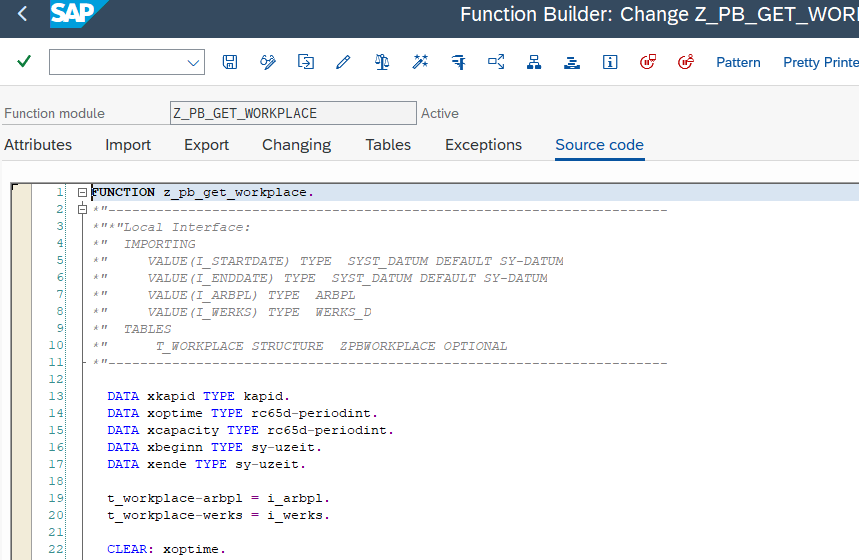 SAP Function Builder: Change Z_PB_GET_WOR
Pattern Pretty Printe
Function module Z_PB_GET_WORKPLACE Active
Attributes Import Export Changing Tables Exceptions Source code
1 FUNCTION z_pb_get_workplace.
2 *"----------------------------------------------------------------------
3 *"*"Local Interface:
4 *"  IMPORTING
5 *"     VALUE(I_STARTDATE) TYPE  SYST_DATUM DEFAULT SY-DATUM
6 *"     VALUE(I_ENDDATE) TYPE  SYST_DATUM DEFAULT SY-DATUM
7 *"     VALUE(I_ARBPL) TYPE  ARBPL
8 *"     VALUE(I_WERKS) TYPE  WERKS_D
9 *"  TABLES
10 *"      T_WORKPLACE STRUCTURE  ZPBWORKPLACE OPTIONAL
11 *"----------------------------------------------------------------------
12
13   DATA xkapid TYPE kapid.
14   DATA xoptime TYPE rc65d-periodint.
15   DATA xcapacity TYPE rc65d-periodint.
16   DATA xbeginn TYPE sy-uzeit.
17   DATA xende TYPE sy-uzeit.
18
19   t_workplace-arbpl = i_arbpl.
20   t_workplace-werks = i_werks.
21
22   CLEAR: xoptime.